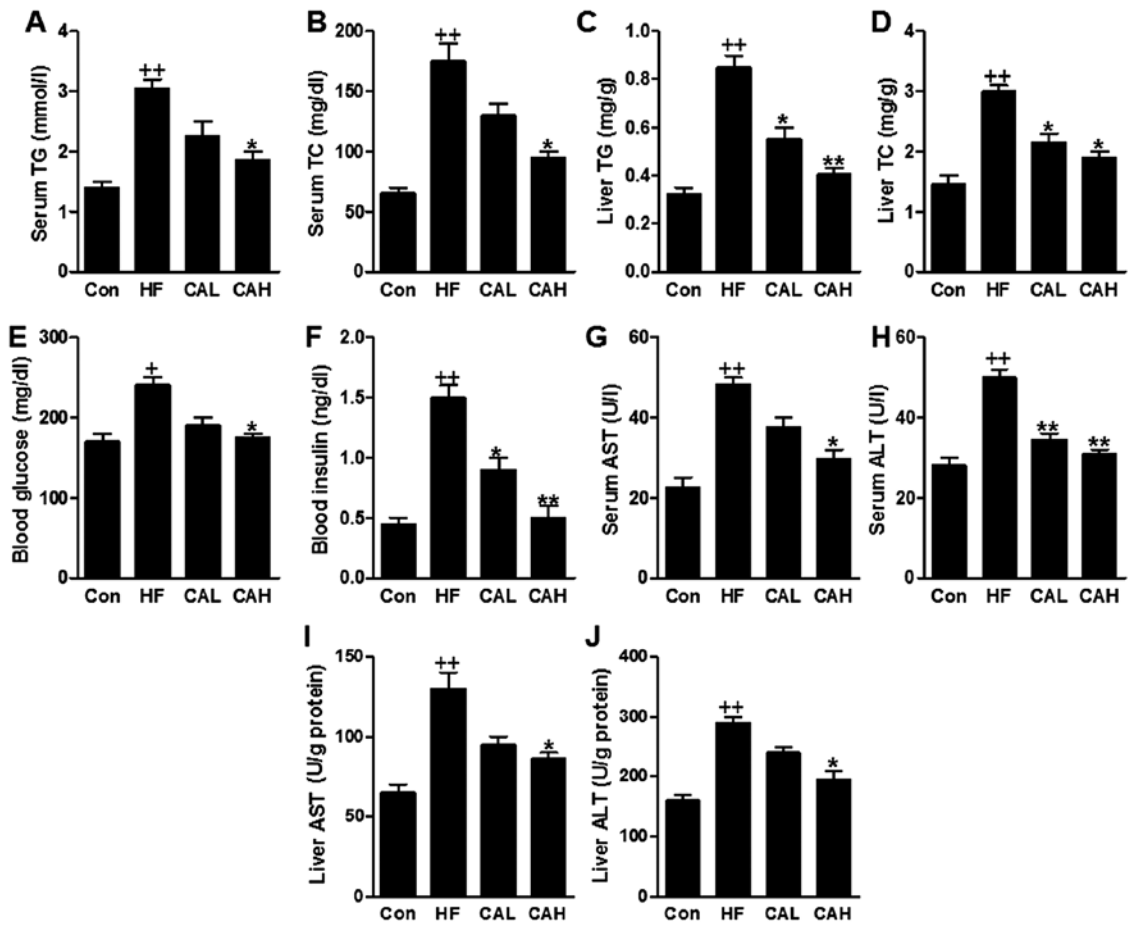 A
Serum TG (mmol/l)
4
3
2
1
0
++
*
Con HF CAL CAH
B
Serum TC (mg/dl)
200
150
100
50
0
++
*
Con HF CAL CAH
C
Liver TG (mg/g)
1.0
0.8
0.6
0.4
0.2
0.0
++
*
**
Con HF CAL CAH
D
Liver TC (mg/g)
4
3
2
1
0
++
*
*
Con HF CAL CAH
E
Blood glucose (mg/dl)
300
200
100
0
+
*
Con HF CAL CAH
F
Blood insulin (ng/dl)
2.0
1.5
1.0
0.5
0.0
++
*
**
Con HF CAL CAH
G
Serum AST (U/l)
60
40
20
0
++
*
Con HF CAL CAH
H
Serum ALT (U/l)
60
40
20
0
++
**
**
Con HF CAL CAH
I
Liver AST (U/g protein)
150
100
50
0
++
*
Con HF CAL CAH
J
Liver ALT (U/g protein)
400
300
200
100
0
++
*
Con HF CAL CAH